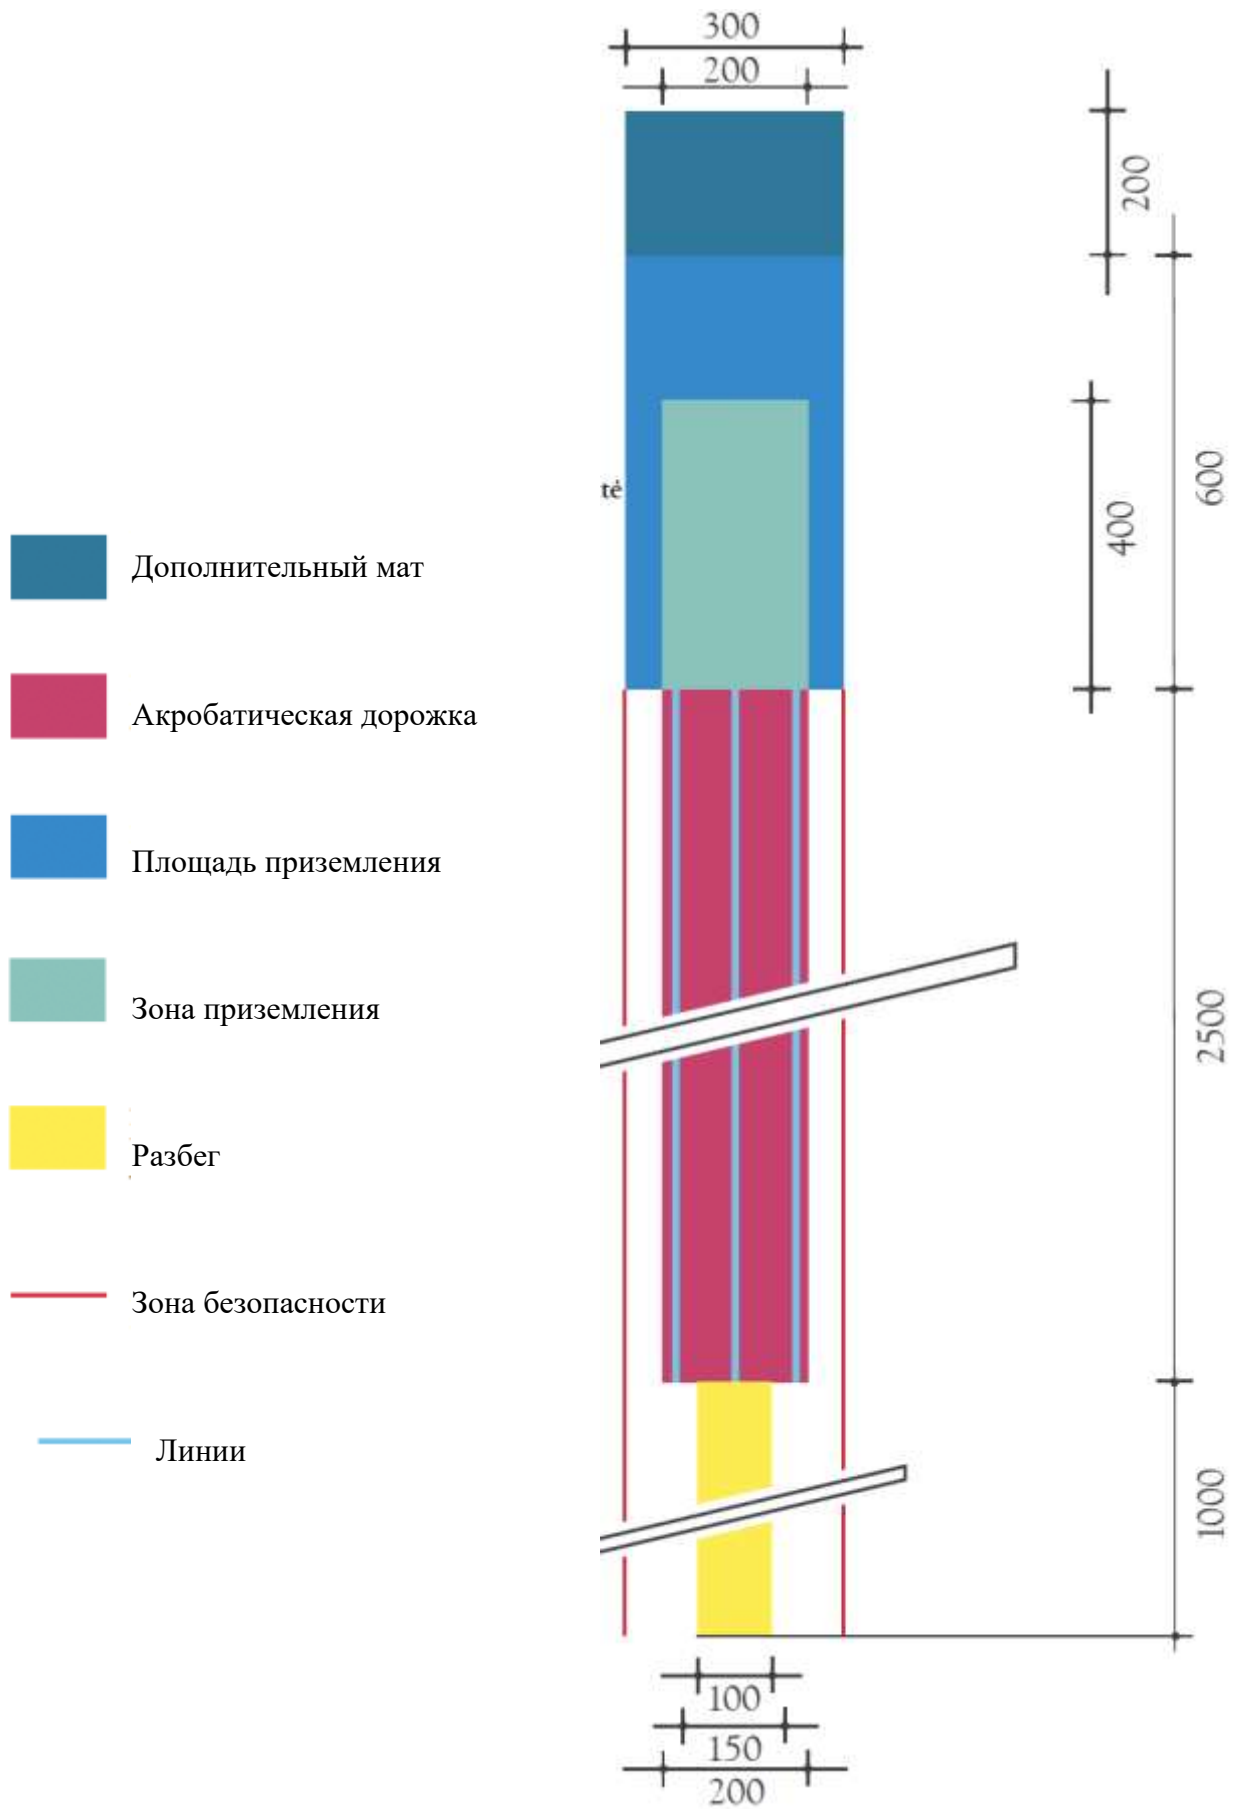 300
200
200
té
600
400
Дополнительный мат
Акробатическая дорожка
Площадь приземления
Зона приземления
2500
Разбег
Зона безопасности
Линии
1000
100
150
200